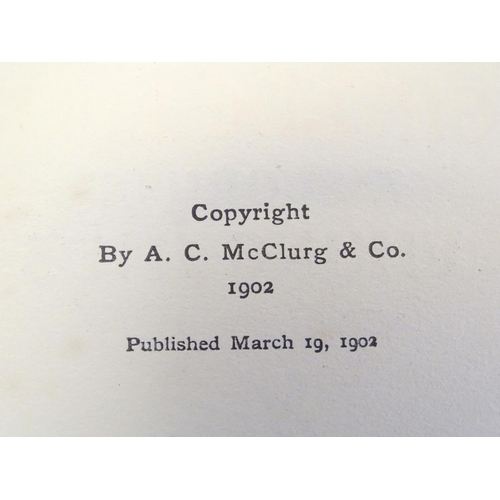 Copyright
By A. C. McClurg & Co.
1902
Published March 19, 1902